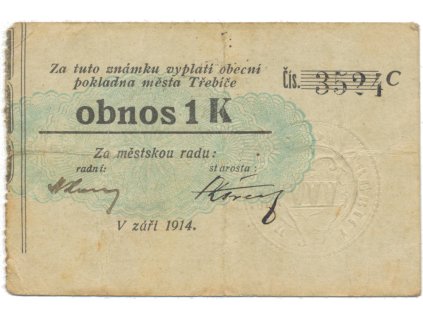 Za tuto známku vyplatí obecní
pokladna města Třebíče
čís. 3524 C
obnos 1 K
Za městskou radu:
radní: starosta:
V září 1914.